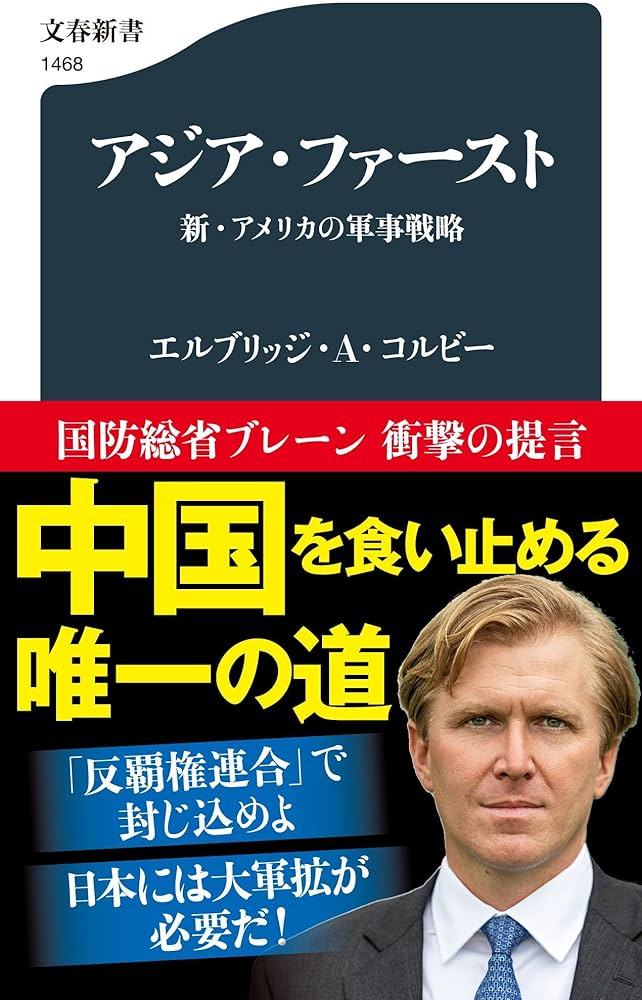 文春新書
1468
アジア・ファースト
新・アメリカの軍事戦略
エルブリッジ・A・コルビー
国防総省ブレーン 衝撃の提言
中国を食い止める
唯一の道
「反覇権連合」で
封じ込めよ
日本には大軍拡が
必要だ!